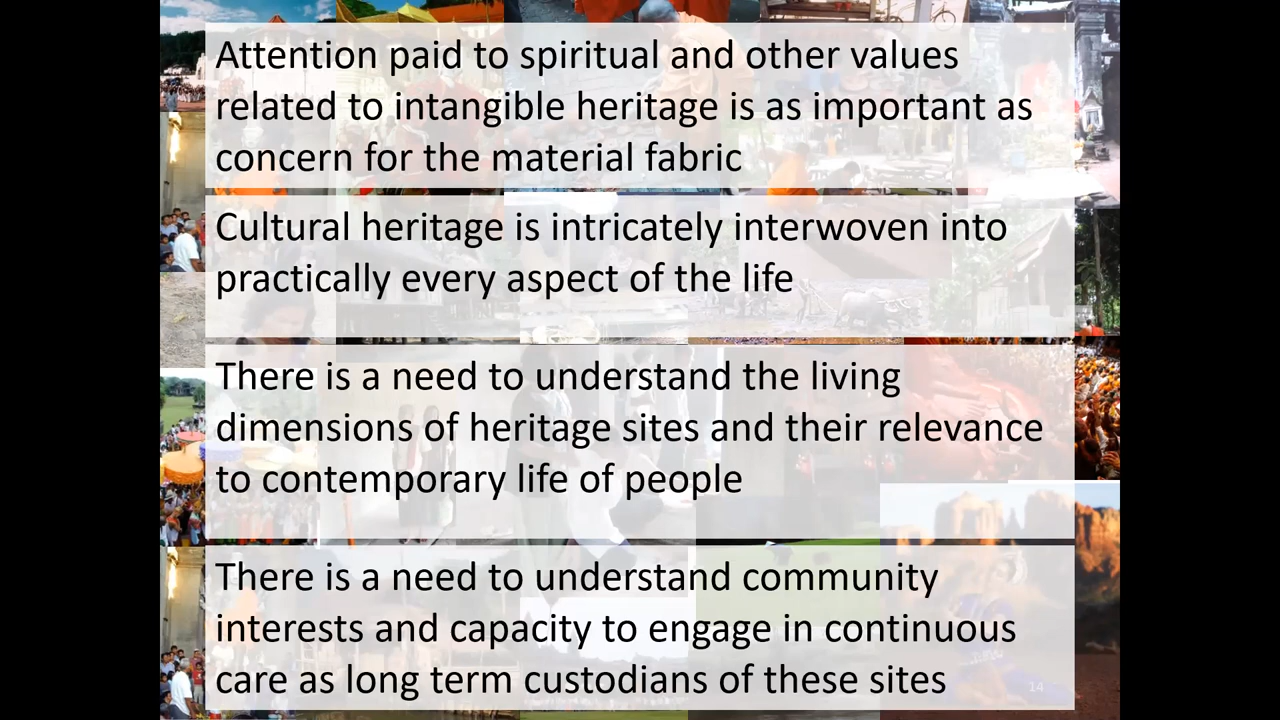 Attention paid to spiritual and other values
related to intangible heritage is as important as
concern for the material fabric
Cultural heritage is intricately interwoven into
practically every aspect of the life
There is a need to understand the living
dimensions of heritage sites and their relevance
to contemporary life of people
There is a need to understand community
interests and capacity to engage in continuous
care as long term custodians of these sites
14